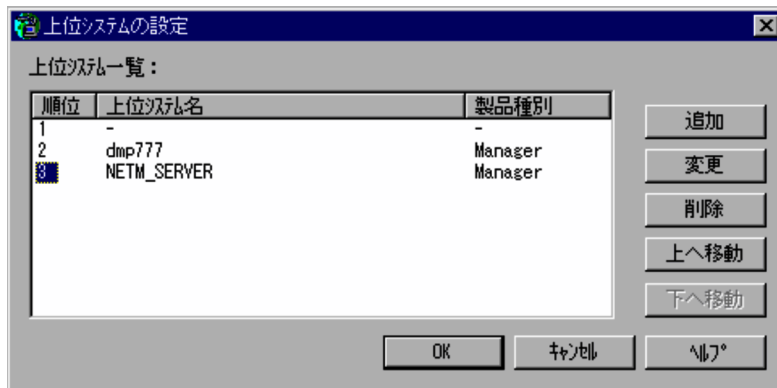 上位ｼｽﾃﾑの設定
上位ｼｽﾃﾑ一覧：
順位 上位ｼｽﾃﾑ名 製品種別
1 - -
2 dmp777 Manager
3 NETM_SERVER Manager
追加
変更
削除
上へ移動
下へ移動
OK ｷｬﾝｾﾙ ﾍﾙﾌﾟ